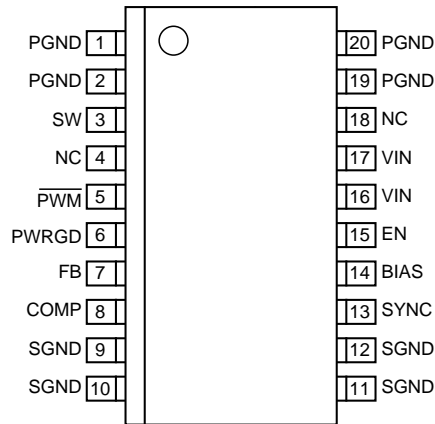 PGND 1 20 PGND
PGND 2 19 PGND
SW 3 18 NC
NC 4 17 VIN
PWM 5 16 VIN
PWRGD 6 15 EN
FB 7 14 BIAS
COMP 8 13 SYNC
SGND 9 12 SGND
SGND 10 11 SGND